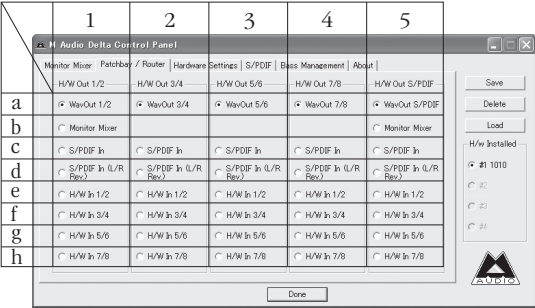 1 2 3 4 5
M Audio Delta Control Panel
Monitor Mixer Patchbay / Router Hardware Settings S/PDIF Bass Management About
H/W Out 1/2 H/W Out 3/4 H/W Out 5/6 H/W Out 7/8 H/W Out S/PDIF Save
a WavOut 1/2 WavOut 3/4 WavOut 5/6 WavOut 7/8 WavOut S/PDIF Delete
b Monitor Mixer Monitor Mixer Load
c S/PDIF In S/PDIF In S/PDIF In S/PDIF In S/PDIF In H/w Installed
d S/PDIF In (L/R Rev.) S/PDIF In (L/R Rev.) S/PDIF In (L/R Rev.) S/PDIF In (L/R Rev.) S/PDIF In (L/R Rev.) #1 1010
e H/W In 1/2 H/W In 1/2 H/W In 1/2 H/W In 1/2 H/W In 1/2 #2
f H/W In 3/4 H/W In 3/4 H/W In 3/4 H/W In 3/4 H/W In 3/4 #3
g H/W In 5/6 H/W In 5/6 H/W In 5/6 H/W In 5/6 H/W In 5/6 #4
h H/W In 7/8 H/W In 7/8 H/W In 7/8 H/W In 7/8 H/W In 7/8
AUDIO
Done